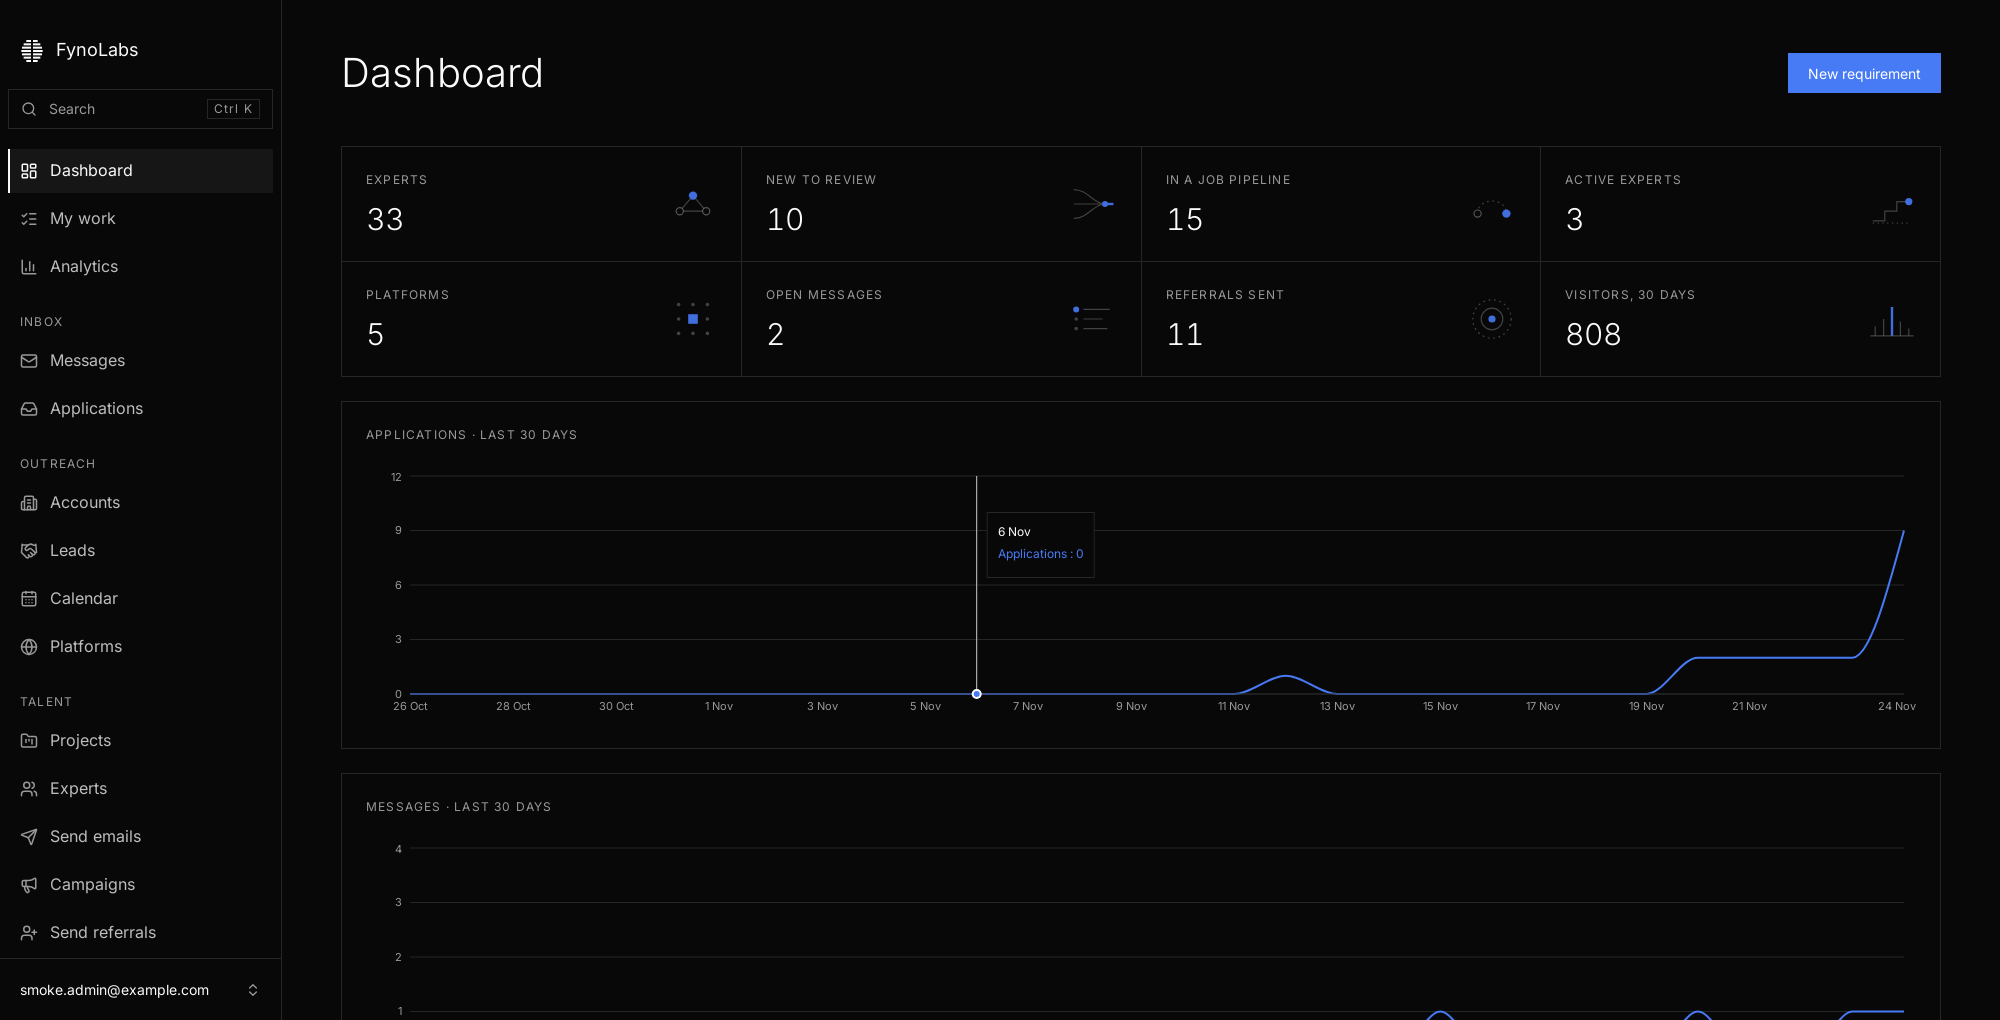 FynoLabs
Search
Ctrl K
Dashboard
My work
Analytics
INBOX
Messages
Applications
OUTREACH
Accounts
Leads
Calendar
Platforms
TALENT
Projects
Experts
Send emails
Campaigns
Send referrals
smoke.admin@example.com
Dashboard
New requirement
EXPERTS
33
NEW TO REVIEW
10
IN A JOB PIPELINE
15
ACTIVE EXPERTS
3
PLATFORMS
5
OPEN MESSAGES
2
REFERRALS SENT
11
VISITORS, 30 DAYS
808
APPLICATIONS · LAST 30 DAYS
12
9
6
3
0
6 Nov
Applications : 0
26 Oct
28 Oct
30 Oct
1 Nov
3 Nov
5 Nov
7 Nov
9 Nov
11 Nov
13 Nov
15 Nov
17 Nov
19 Nov
21 Nov
24 Nov
MESSAGES · LAST 30 DAYS
4
3
2
1